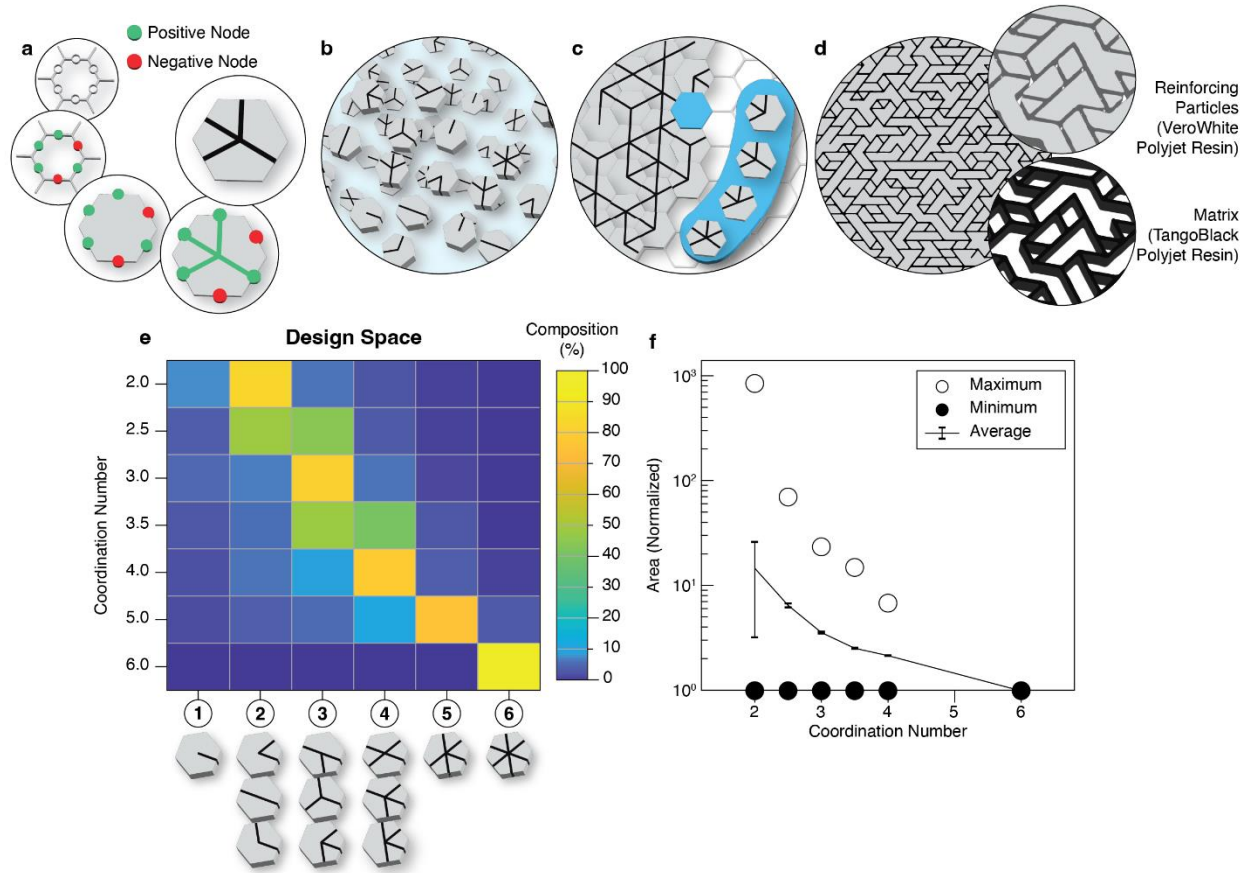 a
Positive Node
Negative Node
b
c
d
Reinforcing
Particles
(VeroWhite
Polyjet Resin)
Matrix
(TangoBlack
Polyjet Resin)
e
Design Space
Composition
(%)
Coordination Number
2.0
2.5
3.0
3.5
4.0
5.0
6.0
100
90
80
70
60
50
40
30
20
10
0
1
2
3
4
5
6
f
Area (Normalized)
10³
10²
10¹
10⁰
Maximum
Minimum
Average
2
3
4
5
6
Coordination Number